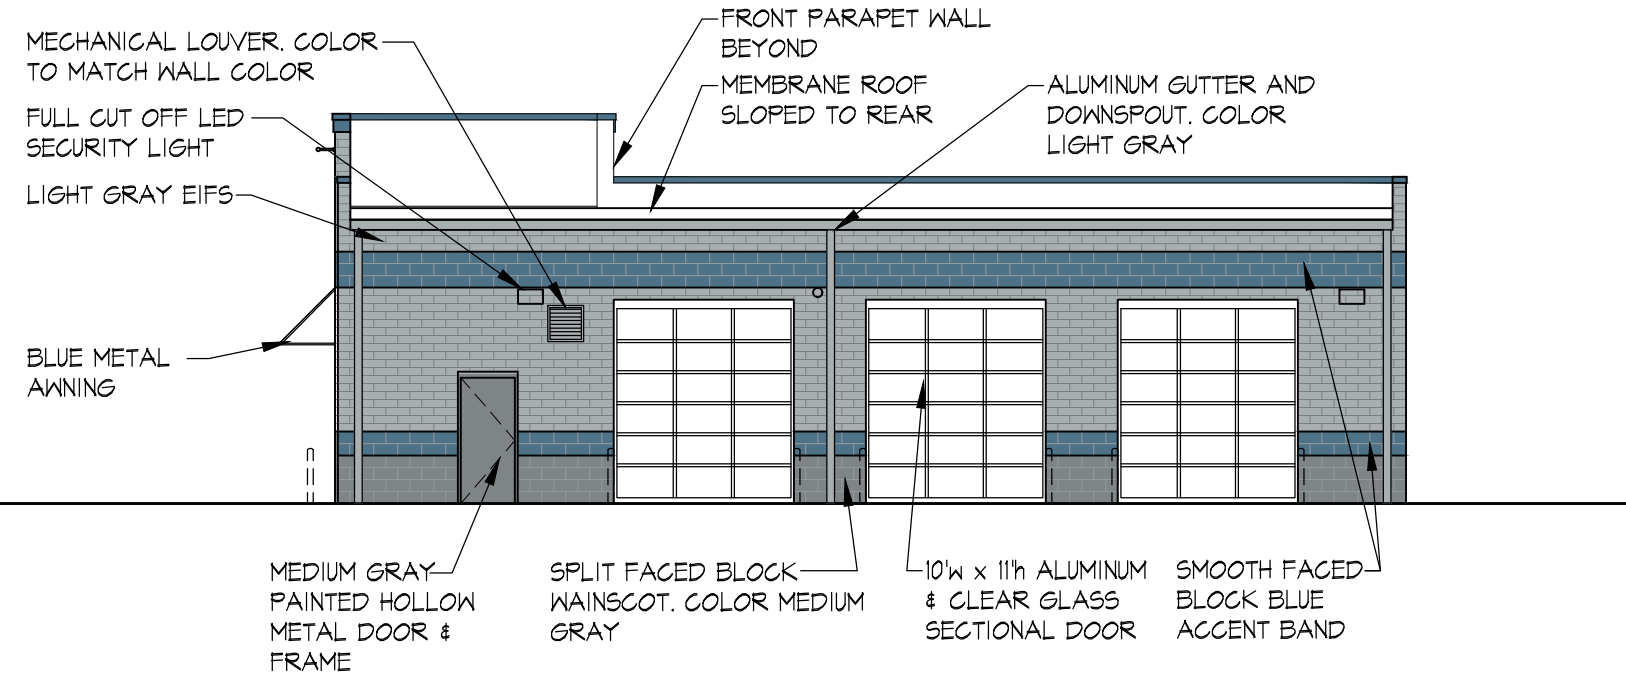 MECHANICAL LOUVER. COLOR
TO MATCH WALL COLOR
FULL CUT OFF LED
SECURITY LIGHT
LIGHT GRAY EIFS
BLUE METAL
AWNING
FRONT PARAPET WALL
BEYOND
MEMBRANE ROOF
SLOPED TO REAR
ALUMINUM GUTTER AND
DOWNSPOUT. COLOR
LIGHT GRAY
MEDIUM GRAY
PAINTED HOLLOW
METAL DOOR &
FRAME
SPLIT FACED BLOCK
WAINSCOT. COLOR MEDIUM
GRAY
10'w x 11'h ALUMINUM
& CLEAR GLASS
SECTIONAL DOOR
SMOOTH FACED
BLOCK BLUE
ACCENT BAND